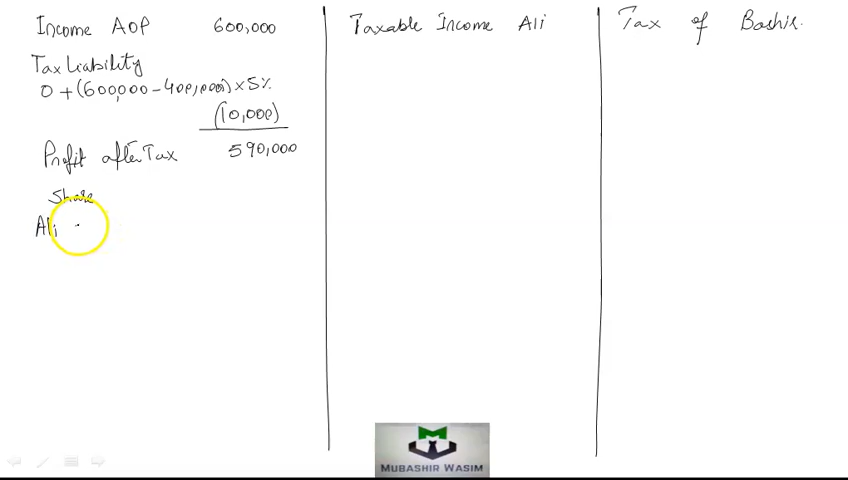 Income AOP 600,000
Tax Liability
0 + (600,000 - 400,000) × 5%
(10,000)
Profit after Tax 590,000
Share
Ali
Taxable Income Ali
Tax of Bashir.
MUBASHIR WASIM